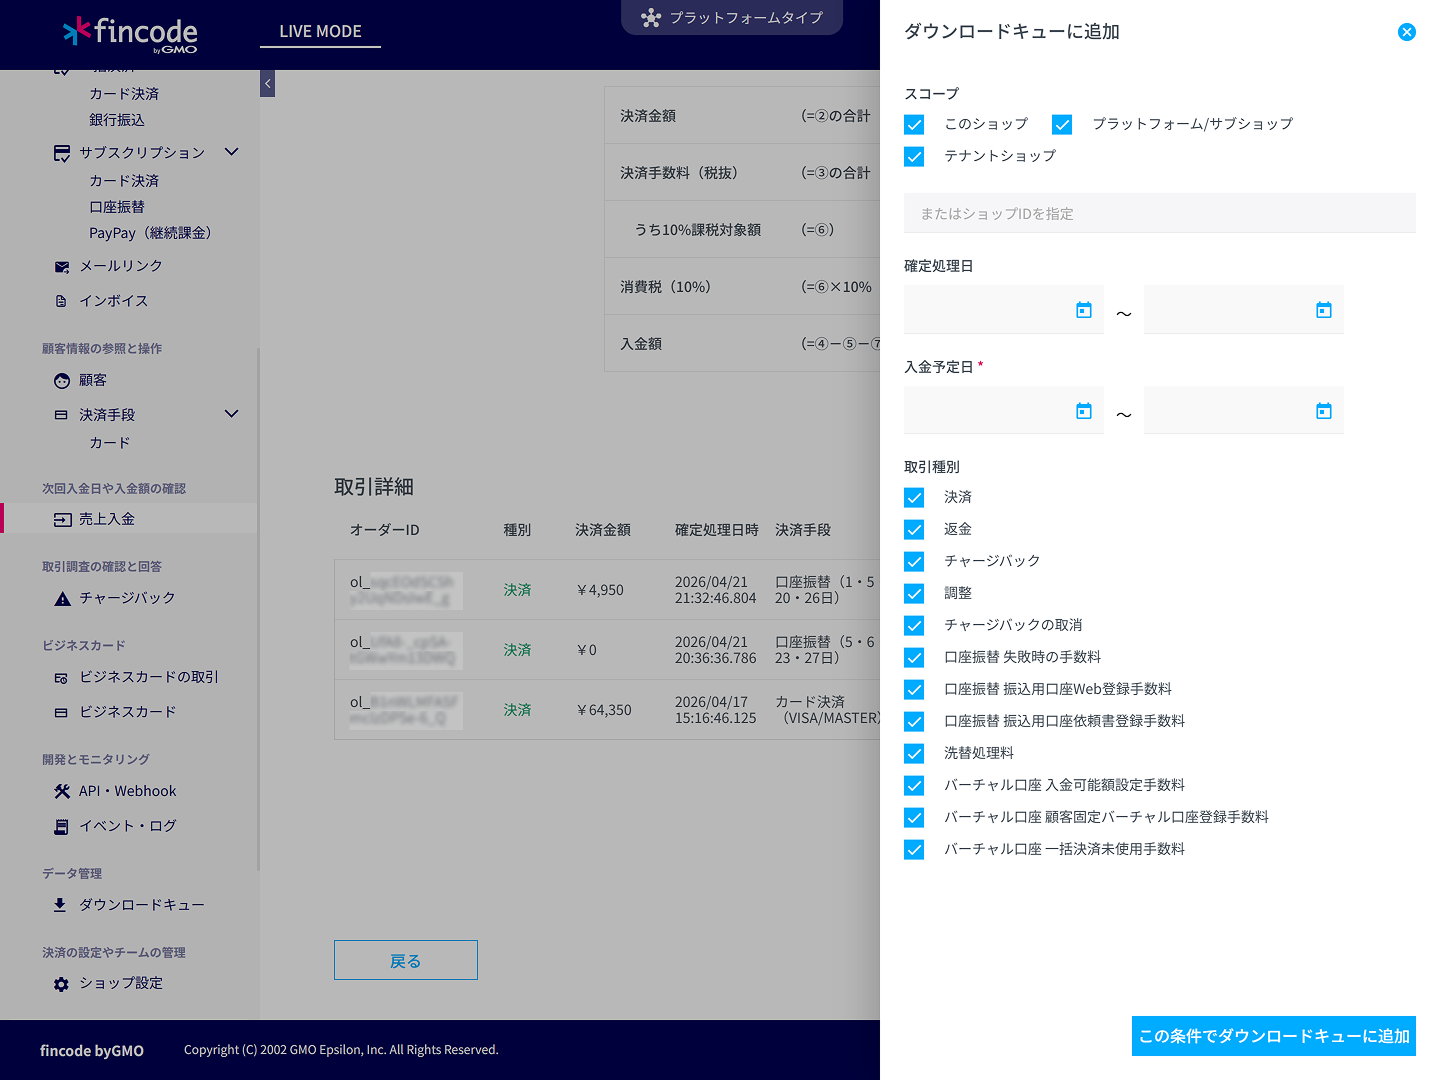 fincode
by GMO
LIVE MODE
プラットフォームタイプ
カード決済
銀行振込
サブスクリプション
カード決済
口座振替
PayPay（継続課金）
メールリンク
インボイス
顧客情報の参照と操作
顧客
決済手段
カード
次回入金日や入金額の確認
売上入金
取引調査の確認と回答
チャージバック
ビジネスカード
ビジネスカードの取引
ビジネスカード
開発とモニタリング
API・Webhook
イベント・ログ
データ管理
ダウンロードキュー
決済の設定やチームの管理
ショップ設定
決済金額 （=②の合計
決済手数料（税抜） （=③の合計
うち10%課税対象額 （=⑥）
消費税（10%） （=⑥×10%
入金額 （=④ー⑤ー⑦
取引詳細
オーダーID 種別 決済金額 確定処理日時 決済手段
ol_ 決済 ￥4,950 2026/04/21 21:32:46.804 口座振替（1・5 20・26日）
ol_ 決済 ￥0 2026/04/21 20:36:36.786 口座振替（5・6 23・27日）
ol_ 決済 ￥64,350 2026/04/17 15:16:46.125 カード決済（VISA/MASTER）
戻る
fincode byGMO
Copyright (C) 2002 GMO Epsilon, Inc. All Rights Reserved.
ダウンロードキューに追加
スコープ
このショップ プラットフォーム/サブショップ
テナントショップ
またはショップIDを指定
確定処理日
～
入金予定日 *
～
取引種別
決済
返金
チャージバック
調整
チャージバックの取消
口座振替 失敗時の手数料
口座振替 振込用口座Web登録手数料
口座振替 振込用口座依頼書登録手数料
洗替処理料
バーチャル口座 入金可能額設定手数料
バーチャル口座 顧客固定バーチャル口座登録手数料
バーチャル口座 一括決済未使用手数料
この条件でダウンロードキューに追加